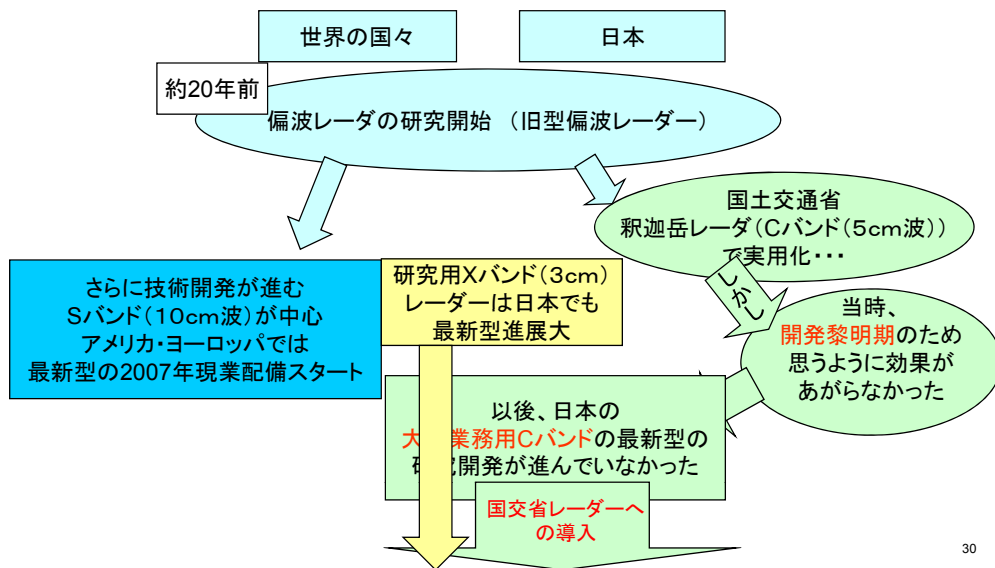 世界の国々
日本
約20年前
偏波レーダの研究開始 （旧型偏波レーダー）
国土交通省
釈迦岳レーダ（Cバンド（5cm波））
で実用化・・・
しかし
さらに技術開発が進む
Sバンド（10cm波）が中心
アメリカ・ヨーロッパでは
最新型の2007年現業配備スタート
研究用Xバンド（3cm）
レーダーは日本でも
最新型進展大
当時、
開発黎明期のため
思うように効果が
あがらなかった
以後、日本の
大 業務用Cバンドの最新型の
研究開発が進んでいなかった
国交省レーダーへ
の導入
30